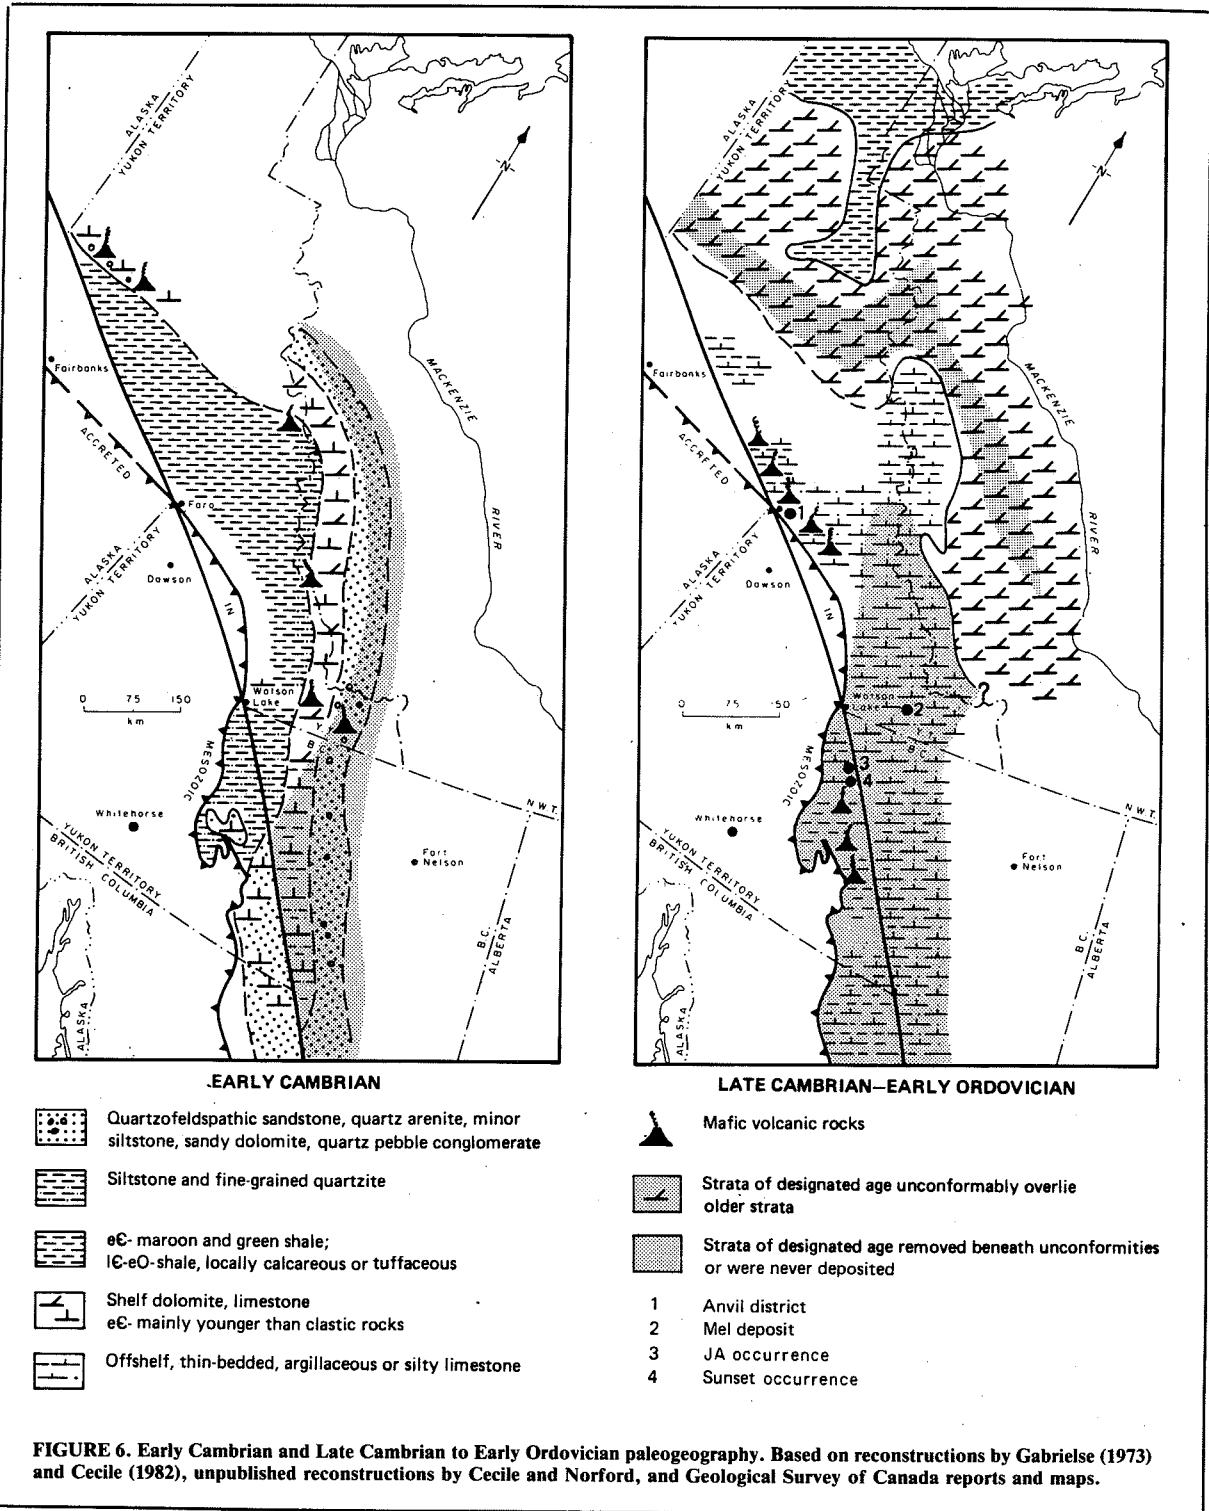 ALASKA
YUKON TERRITORY
-N-
Fairbanks
ACCRETED
MACKENZIE
RIVER
Faro
ALASKA
YUKON TERRITORY
Dawson
IN
0 75 150
km
Watson
Lake
Y.
B.C.
MESOZOIC
Whitehorse
YUKON TERRITORY
BRITISH COLUMBIA
Fort
Nelson
N.W.T.
B.C.
ALBERTA
ALASKA
ALASKA
YUKON TERRITORY
-N-
Fairbanks
ACCRETED
MACKENZIE
RIVER
1
ALASKA
YUKON TERRITORY
Dawson
IN
0 75 50
km
Watson
Lake
?
2
B.C.
3
4
MESOZOIC
Whitehorse
YUKON TERRITORY
BRITISH COLUMBIA
Fort
Nelson
N.W.T.
B.C.
ALBERTA
ALASKA
.EARLY CAMBRIAN
Quartzofeldspathic sandstone, quartz arenite, minor
siltstone, sandy dolomite, quartz pebble conglomerate
Siltstone and fine-grained quartzite
eЄ- maroon and green shale;
lЄ-eO-shale, locally calcareous or tuffaceous
Shelf dolomite, limestone
eЄ- mainly younger than clastic rocks
Offshelf, thin-bedded, argillaceous or silty limestone
LATE CAMBRIAN—EARLY ORDOVICIAN
Mafic volcanic rocks
Strata of designated age unconformably overlie
older strata
Strata of designated age removed beneath unconformities
or were never deposited
1 Anvil district
2 Mel deposit
3 JA occurrence
4 Sunset occurrence
FIGURE 6. Early Cambrian and Late Cambrian to Early Ordovician paleogeography. Based on reconstructions by Gabrielse (1973)
and Cecile (1982), unpublished reconstructions by Cecile and Norford, and Geological Survey of Canada reports and maps.